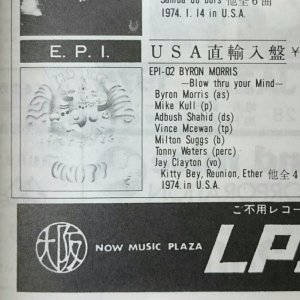 Samba do Gois 他全6曲
1974. 1. 14 in U.S.A.
E. P. I.
USA直輸入盤 ¥
EPI-02 BYRON MORRIS
—Blow thru your Mind—
Byron Morris (as)
Mike Kull (p)
Adbush Shahid (ds)
Vince Mcewan (tp)
Milton Suggs (b)
Tonny Waters (perc)
Jay Clayton (vo)
Kitty Bey, Reunion, Ether 他全4
1974. in U.S.A.
ご不用レコー
大阪
NOW MUSIC PLAZA
LP